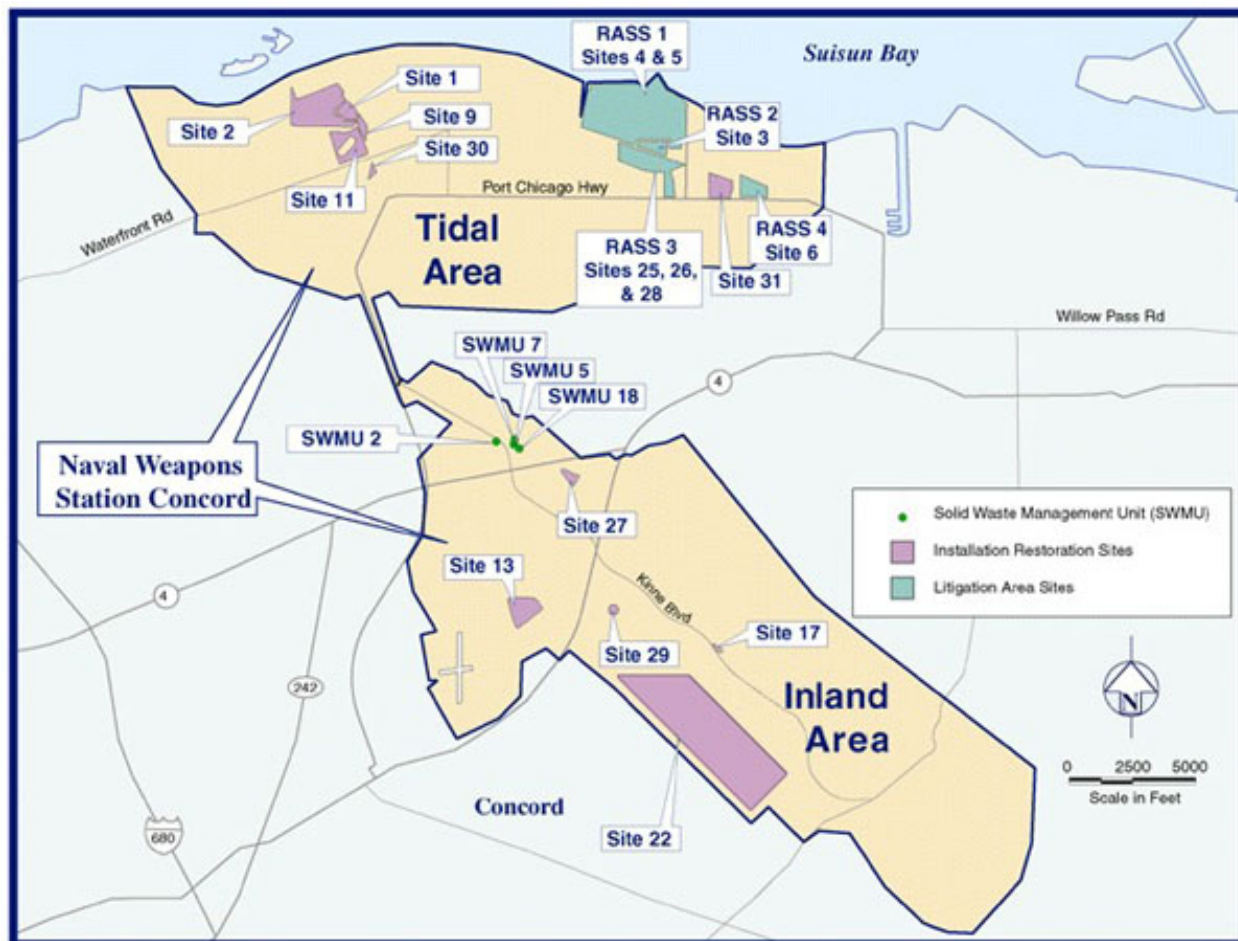 RASS 1
Sites 4 & 5
Suisun Bay
Site 1
Site 2
Site 9
RASS 2
Site 3
Site 30
Site 11
Port Chicago Hwy
Waterfront Rd
Tidal
Area
RASS 3
Sites 25, 26,
& 28
RASS 4
Site 6
Site 31
Willow Pass Rd
SWMU 7
SWMU 5
SWMU 18
4
SWMU 2
Naval Weapons
Station Concord
Site 27
Solid Waste Management Unit (SWMU)
Installation Restoration Sites
Litigation Area Sites
Site 13
4
Kinne Blvd
Site 17
Site 29
242
Inland
Area
N
0 2500 5000
Scale in Feet
Concord
680
Site 22